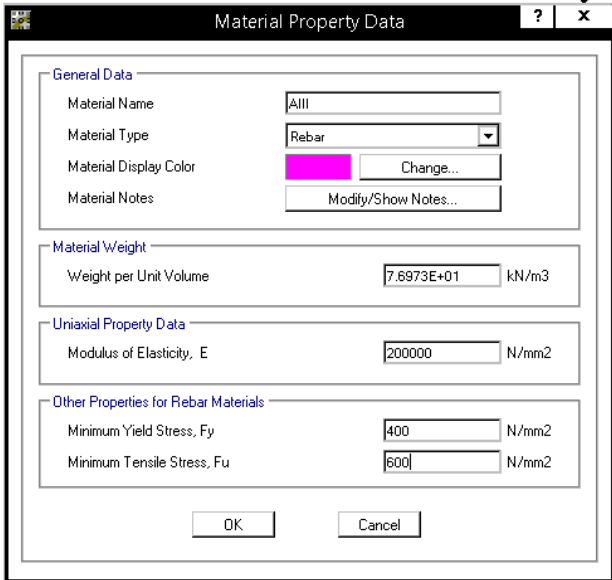 Material Property Data ? x
General Data
Material Name AIII
Material Type Rebar
Material Display Color Change...
Material Notes Modify/Show Notes...
Material Weight
Weight per Unit Volume 7.6973E+01 kN/m3
Uniaxial Property Data
Modulus of Elasticity, E 200000 N/mm2
Other Properties for Rebar Materials
Minimum Yield Stress, Fy 400 N/mm2
Minimum Tensile Stress, Fu 600 N/mm2
OK Cancel